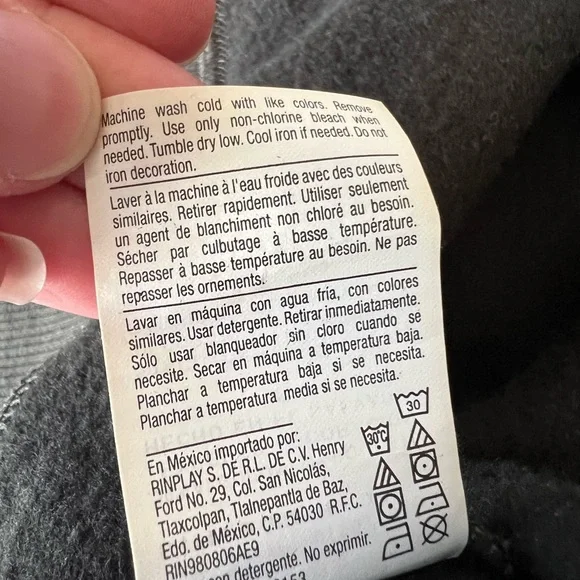 Machine wash cold with like colors. Remove
promptly. Use only non-chlorine bleach when
needed. Tumble dry low. Cool iron if needed. Do not
iron decoration.
Laver à la machine à l'eau froide avec des couleurs
similaires. Retirer rapidement. Utiliser seulement
un agent de blanchiment non chloré au besoin.
Sécher par culbutage à basse température.
Repasser à basse température au besoin. Ne pas
repasser les ornements.
Lavar en máquina con agua fría, con colores
similares. Usar detergente. Retirar inmediatamente.
Sólo usar blanqueador sin cloro cuando se
necesite. Secar en máquina a temperatura baja.
Planchar a temperatura baja si se necesita.
Planchar a temperatura media si se necesita.
30
30°C
En México importado por:
RINPLAY S. DE R.L. DE C.V. Henry
Ford No. 29, Col. San Nicolás,
Tlaxcolpan, Tlalnepantla de Baz,
Edo. de México, C.P. 54030 R.F.C.
RIN980806AE9
detergente. No exprimir.